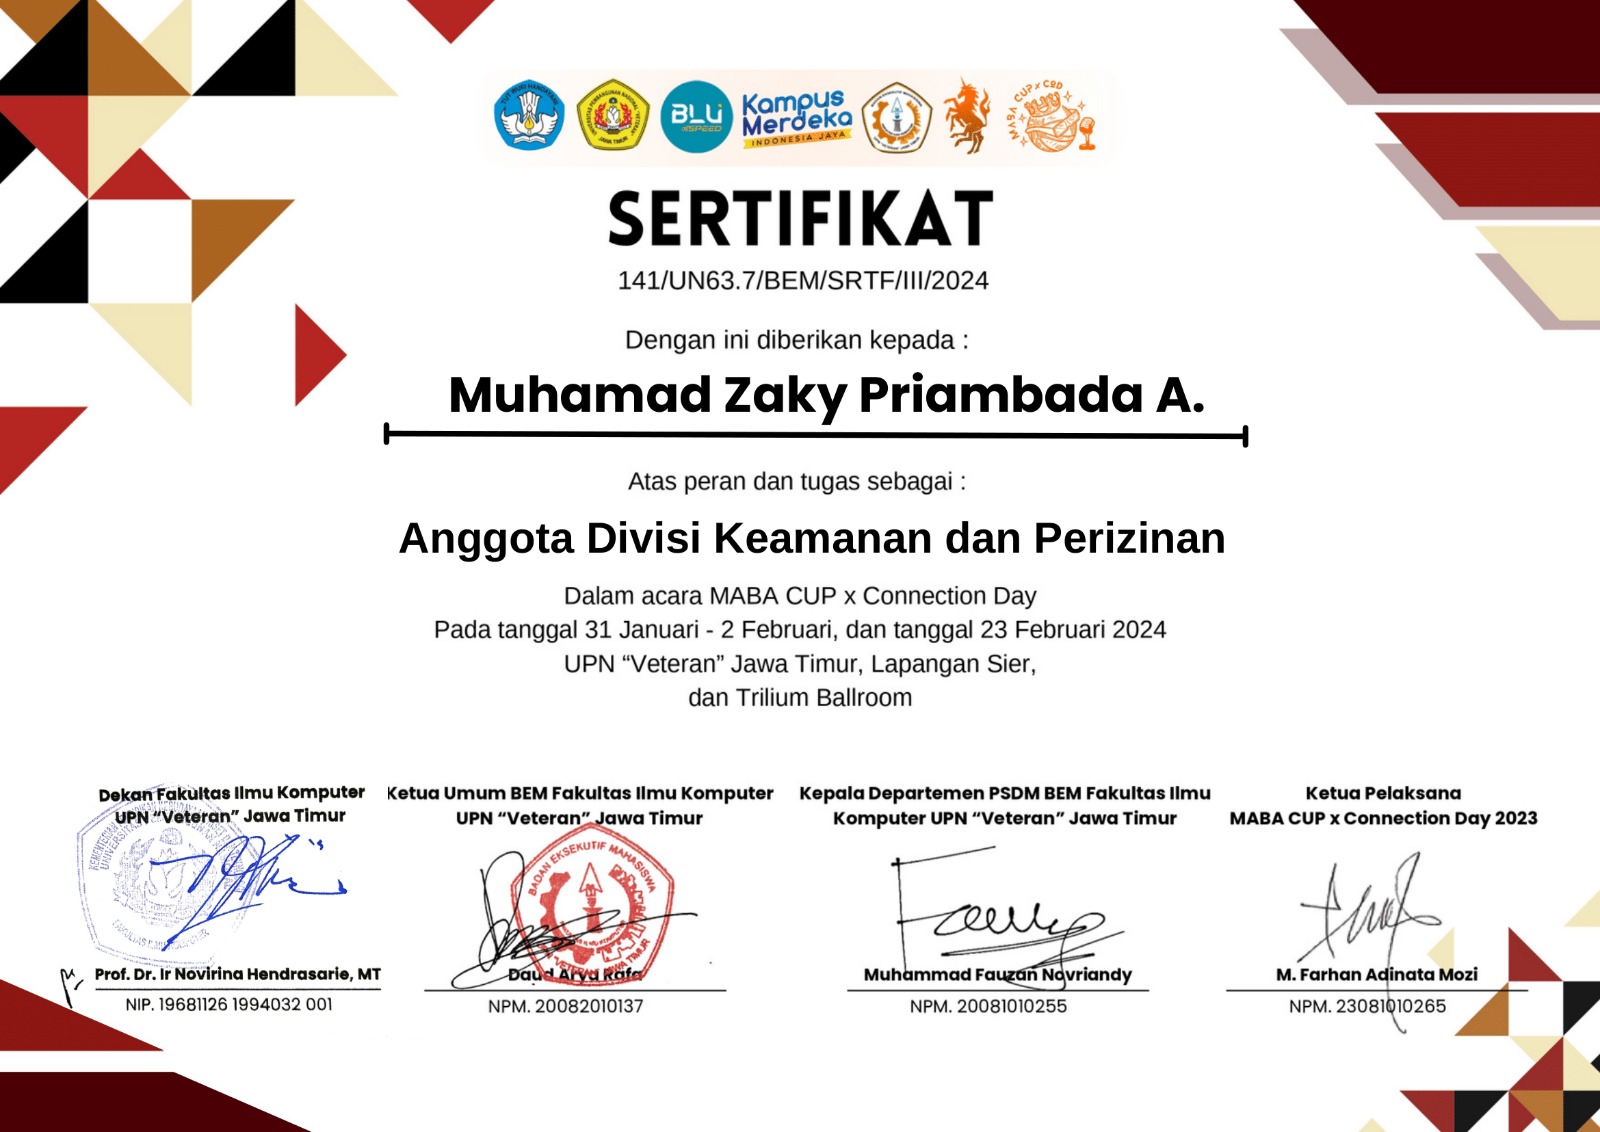 TUT WURI HANDAYANI
BLU
SPEED
Kampus
Merdeka
INDONESIA JAYA
MABA CUP x COD
SERTIFIKAT
141/UN63.7/BEM/SRTF/III/2024
Dengan ini diberikan kepada :
Muhamad Zaky Priambada A.
Atas peran dan tugas sebagai :
Anggota Divisi Keamanan dan Perizinan
Dalam acara MABA CUP x Connection Day
Pada tanggal 31 Januari - 2 Februari, dan tanggal 23 Februari 2024
UPN “Veteran” Jawa Timur, Lapangan Sier,
dan Trilium Ballroom
Dekan Fakultas Ilmu Komputer
UPN “Veteran” Jawa Timur
Prof. Dr. Ir Novirina Hendrasarie, MT
NIP. 19681126 1994032 001
Ketua Umum BEM Fakultas Ilmu Komputer
UPN “Veteran” Jawa Timur
BADAN EKSEKUTIF MAHASISWA
Daud Arya Rafa
NPM. 20082010137
Kepala Departemen PSDM BEM Fakultas Ilmu
Komputer UPN “Veteran” Jawa Timur
Muhammad Fauzan Novriandy
NPM. 20081010255
Ketua Pelaksana
MABA CUP x Connection Day 2023
M. Farhan Adinata Mozi
NPM. 23081010265